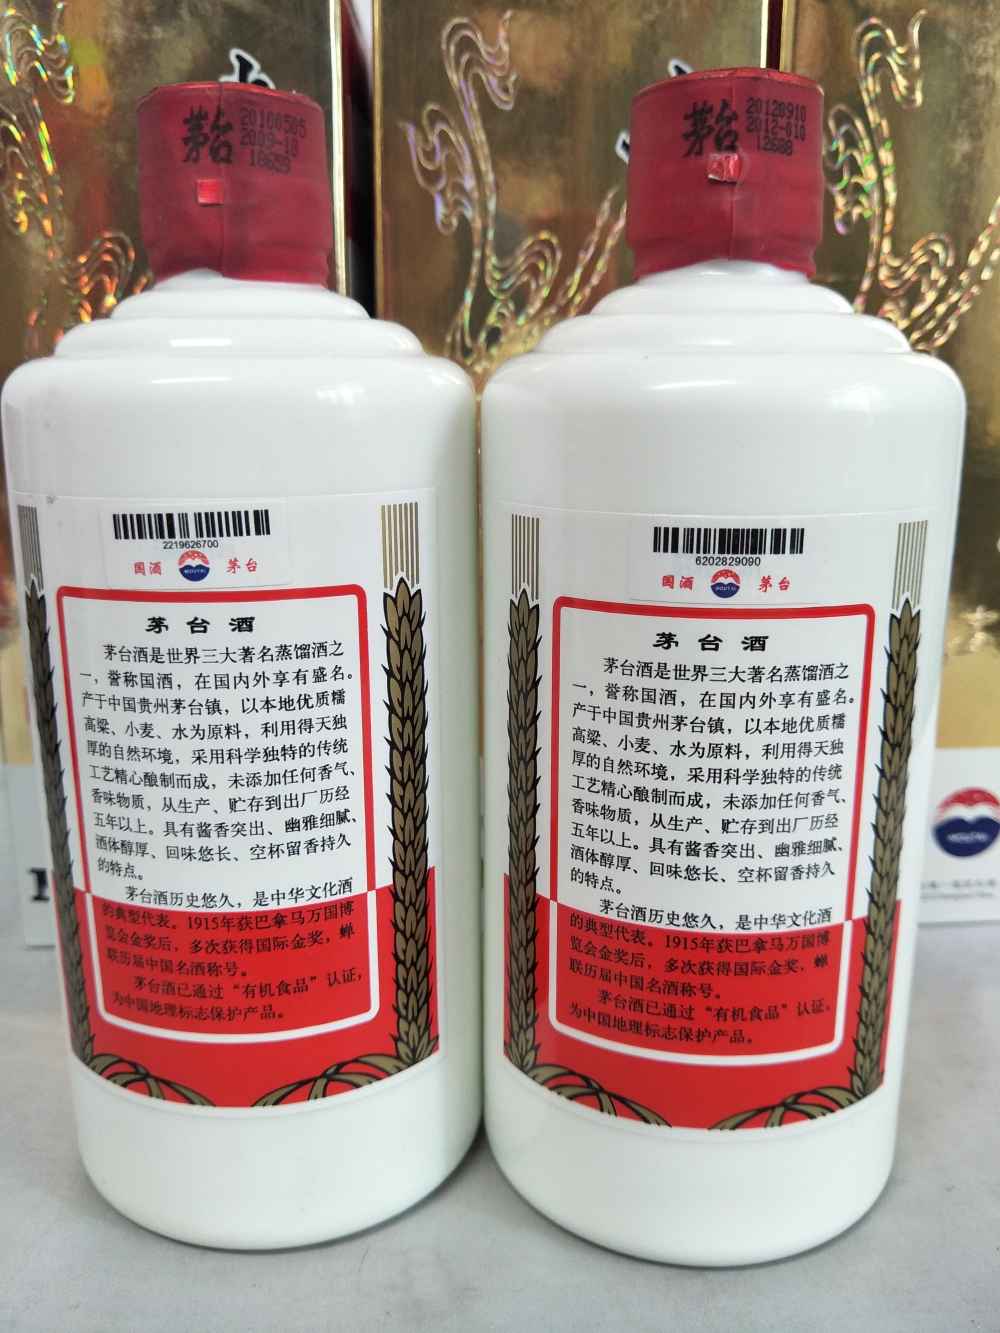 茅台
20100505
2009-18
茅台
20120910
2012-018
12688
2219626700
国酒 MOUTAI 茅台
茅台酒
茅台酒是世界三大著名蒸馏酒之
一，誉称国酒，在国内外享有盛名。
产于中国贵州茅台镇，以本地优质糯
高粱、小麦、水为原料，利用得天独
厚的自然环境，采用科学独特的传统
工艺精心酿制而成，未添加任何香气、
香味物质，从生产、贮存到出厂历经
五年以上。具有酱香突出、幽雅细腻、
酒体醇厚、回味悠长、空杯留香持久
的特点。
茅台酒历史悠久，是中华文化酒
的典型代表。1915年获巴拿马万国博
览会金奖后，多次获得国际金奖，蝉
联历届中国名酒称号。
茅台酒已通过“有机食品”认证，
为中国地理标志保护产品。
6202829090
国酒 MOUTAI 茅台
茅台酒
茅台酒是世界三大著名蒸馏酒之
一，誉称国酒，在国内外享有盛名。
产于中国贵州茅台镇，以本地优质糯
高粱、小麦、水为原料，利用得天独
厚的自然环境，采用科学独特的传统
工艺精心酿制而成，未添加任何香气、
香味物质，从生产、贮存到出厂历经
五年以上。具有酱香突出、幽雅细腻、
酒体醇厚、回味悠长、空杯留香持久
的特点。
茅台酒历史悠久，是中华文化酒
的典型代表。1915年获巴拿马万国博
览会金奖后，多次获得国际金奖，蝉
联历届中国名酒称号。
茅台酒已通过“有机食品”认证，
为中国地理标志保护产品。
MOUTAI